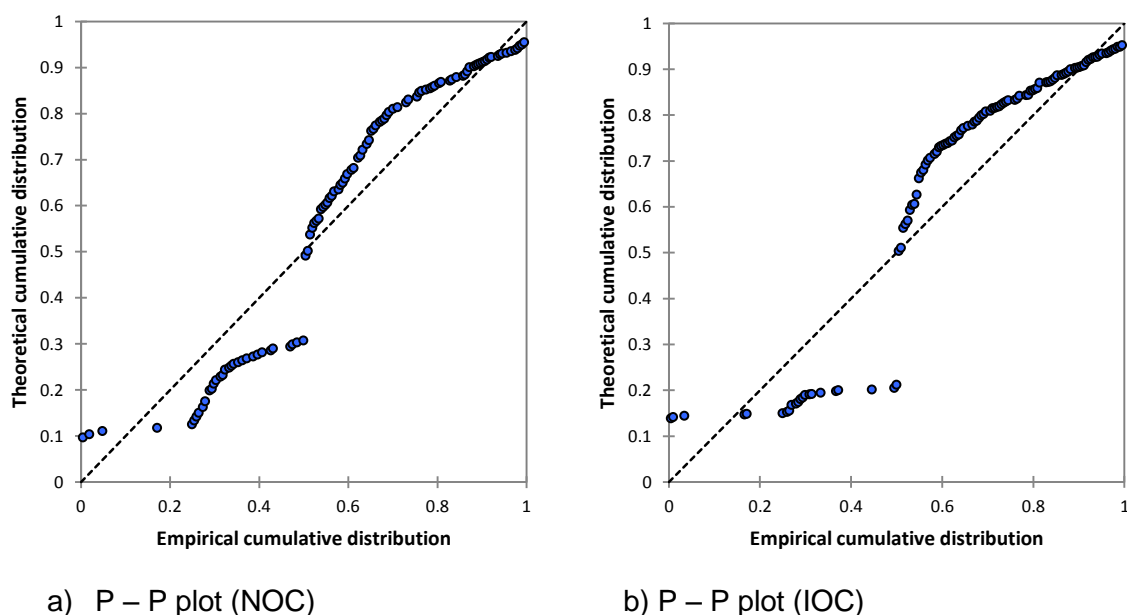 1
0.9
0.8
0.7
0.6
0.5
0.4
0.3
0.2
0.1
0
Theoretical cumulative distribution
0 0.2 0.4 0.6 0.8 1
Empirical cumulative distribution
a) P – P plot (NOC)
1
0.9
0.8
0.7
0.6
0.5
0.4
0.3
0.2
0.1
0
Theoretical cumulative distribution
0 0.2 0.4 0.6 0.8 1
Empirical cumulative distribution
b) P – P plot (IOC)